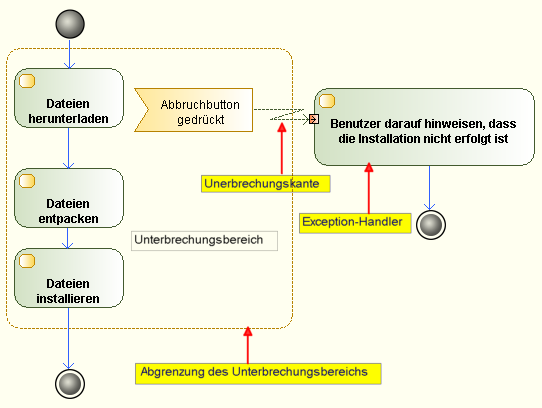 Dateien
herunterladen
Abbruchbutton
gedrückt
Benutzer darauf hinweisen, dass
die Installation nicht erfolgt ist
Unerbrechungskante
Exception-Handler
Dateien
entpacken
Unterbrechungsbereich
Dateien
installieren
Abgrenzung des Unterbrechungsbereichs